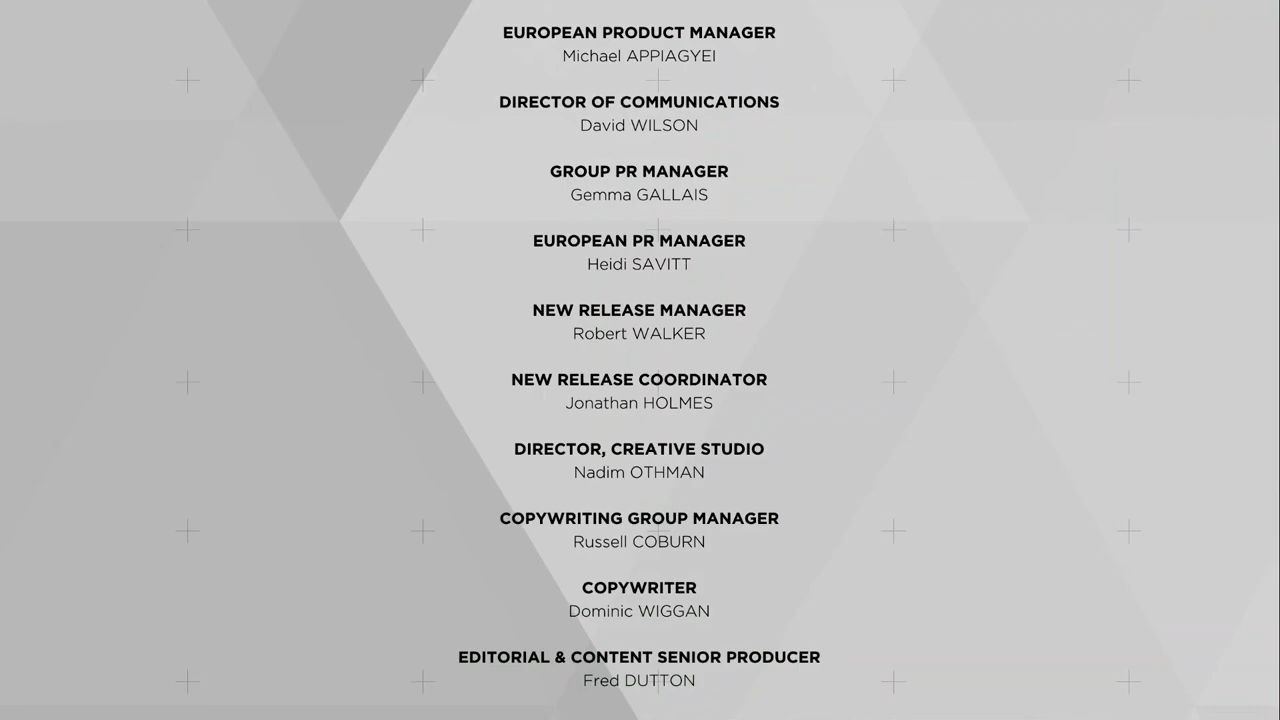 EUROPEAN PRODUCT MANAGER
Michael APPIAGYEI
DIRECTOR OF COMMUNICATIONS
David WILSON
GROUP PR MANAGER
Gemma GALLAIS
EUROPEAN PR MANAGER
Heidi SAVITT
NEW RELEASE MANAGER
Robert WALKER
NEW RELEASE COORDINATOR
Jonathan HOLMES
DIRECTOR, CREATIVE STUDIO
Nadim OTHMAN
COPYWRITING GROUP MANAGER
Russell COBURN
COPYWRITER
Dominic WIGGAN
EDITORIAL & CONTENT SENIOR PRODUCER
Fred DUTTON